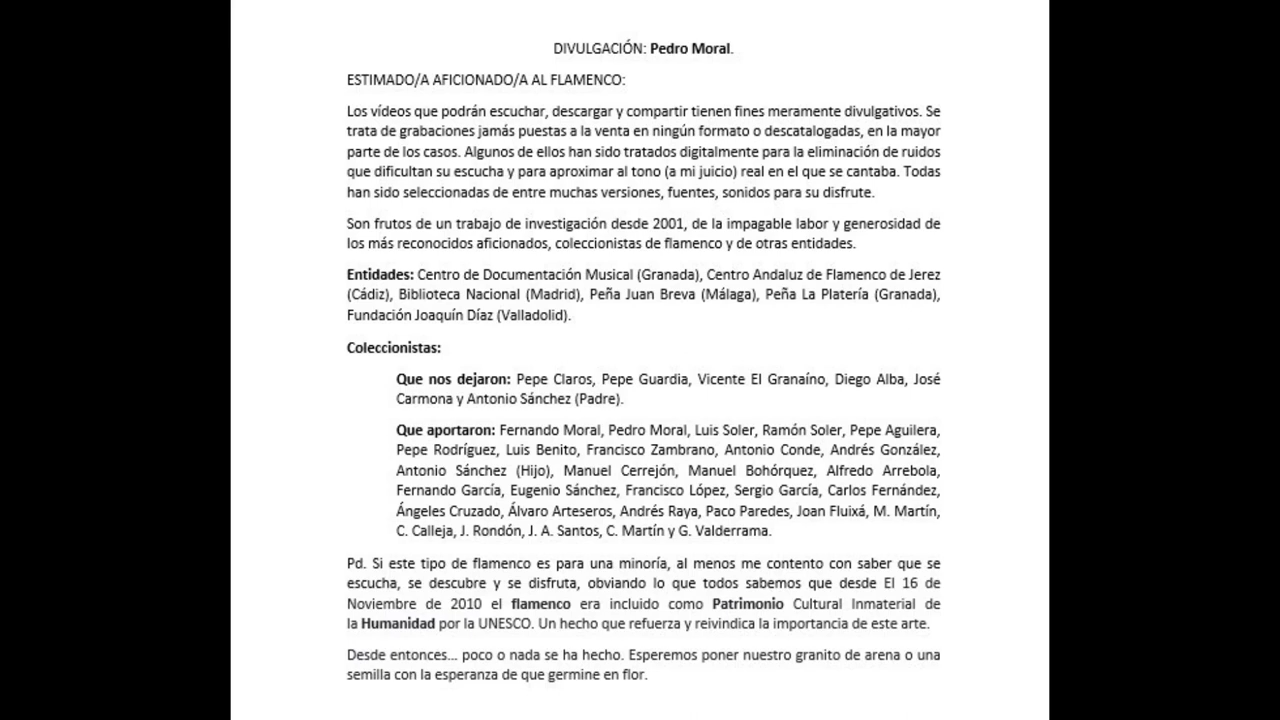 DIVULGACIÓN: Pedro Moral.
ESTIMADO/A AFICIONADO/A AL FLAMENCO:
Los vídeos que podrán escuchar, descargar y compartir tienen fines meramente divulgativos. Se
trata de grabaciones jamás puestas a la venta en ningún formato o descatalogadas, en la mayor
parte de los casos. Algunos de ellos han sido tratados digitalmente para la eliminación de ruidos
que dificultan su escucha y para aproximar al tono (a mi juicio) real en el que se cantaba. Todas
han sido seleccionadas de entre muchas versiones, fuentes, sonidos para su disfrute.
Son frutos de un trabajo de investigación desde 2001, de la impagable labor y generosidad de
los más reconocidos aficionados, coleccionistas de flamenco y de otras entidades.
Entidades: Centro de Documentación Musical (Granada), Centro Andaluz de Flamenco de Jerez
(Cádiz), Biblioteca Nacional (Madrid), Peña Juan Breva (Málaga), Peña La Platería (Granada),
Fundación Joaquín Díaz (Valladolid).
Coleccionistas:
Que nos dejaron: Pepe Claros, Pepe Guardia, Vicente El Granaíno, Diego Alba, José
Carmona y Antonio Sánchez (Padre).
Que aportaron: Fernando Moral, Pedro Moral, Luis Soler, Ramón Soler, Pepe Aguilera,
Pepe Rodríguez, Luis Benito, Francisco Zambrano, Antonio Conde, Andrés González,
Antonio Sánchez (Hijo), Manuel Cerrejón, Manuel Bohórquez, Alfredo Arrebola,
Fernando García, Eugenio Sánchez, Francisco López, Sergio García, Carlos Fernández,
Ángeles Cruzado, Álvaro Arteseros, Andrés Raya, Paco Paredes, Joan Fluixá, M. Martín,
C. Calleja, J. Rondón, J. A. Santos, C. Martín y G. Valderrama.
Pd. Si este tipo de flamenco es para una minoría, al menos me contento con saber que se
escucha, se descubre y se disfruta, obviando lo que todos sabemos que desde El 16 de
Noviembre de 2010 el flamenco era incluido como Patrimonio Cultural Inmaterial de
la Humanidad por la UNESCO. Un hecho que refuerza y reivindica la importancia de este arte.
Desde entonces... poco o nada se ha hecho. Esperemos poner nuestro granito de arena o una
semilla con la esperanza de que germine en flor.